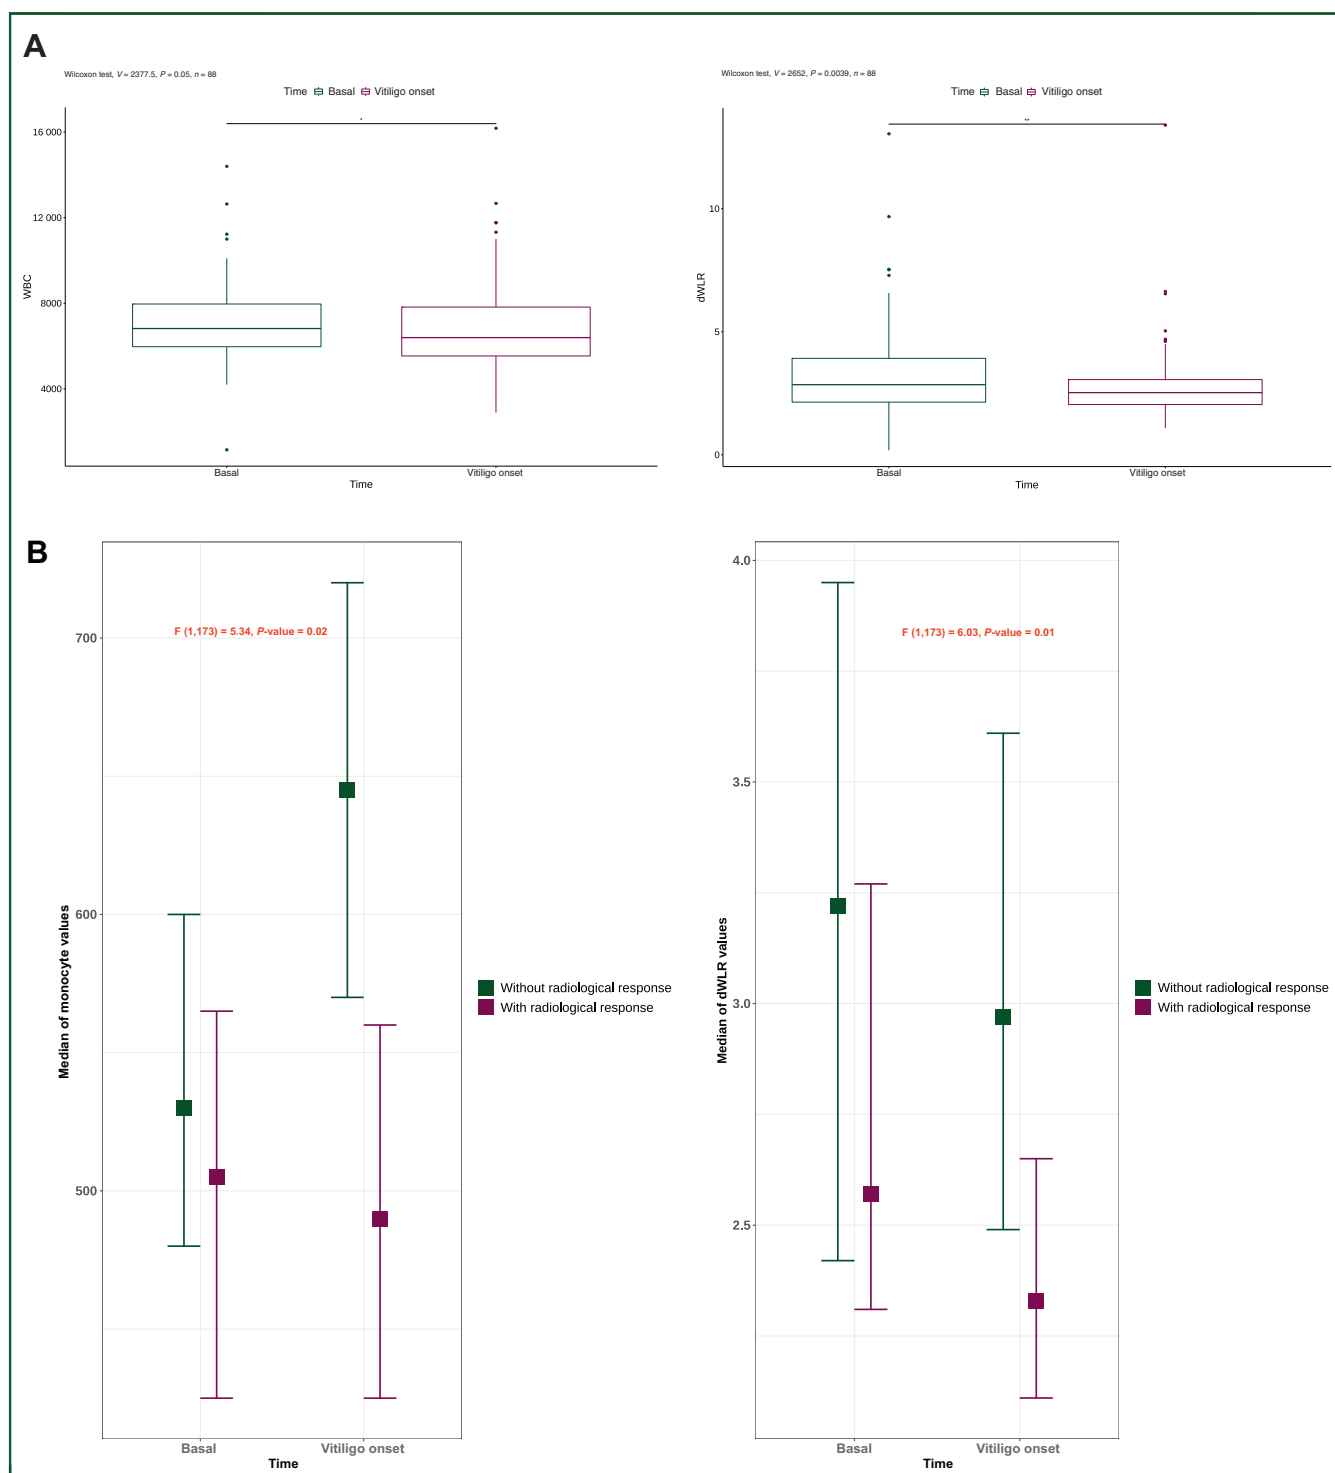 A
Wilcoxon test, V = 2377.5, P = 0.05, n = 88
Time Basal Vitiligo onset
*
16 000
12 000
8000
4000
WBC
Basal Vitiligo onset
Time
Wilcoxon test, V = 2652, P = 0.0039, n = 88
Time Basal Vitiligo onset
**
10
5
0
dWLR
Basal Vitiligo onset
Time
B
F (1,173) = 5.34, P-value = 0.02
700
600
500
Median of monocyte values
Basal Vitiligo onset
Time
Without radiological response
With radiological response
F (1,173) = 6.03, P-value = 0.01
4.0
3.5
3.0
2.5
Median of dWLR values
Basal Vitiligo onset
Time
Without radiological response
With radiological response